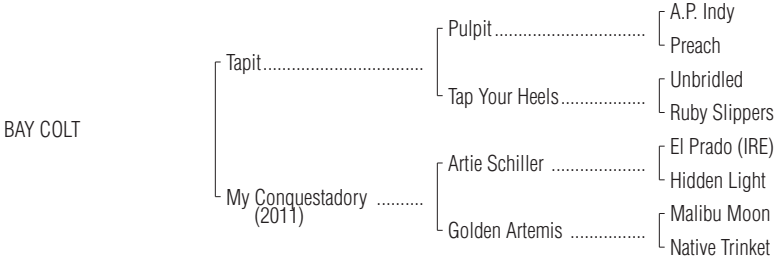 A.P. Indy
Pulpit..............................
Preach
Tapit................................
Unbridled
Tap Your Heels.................
Ruby Slippers
BAY COLT
El Prado (IRE)
Artie Schiller ...................
Hidden Light
My Conquestadory ..........
(2011)
Malibu Moon
Golden Artemis ...............
Native Trinket